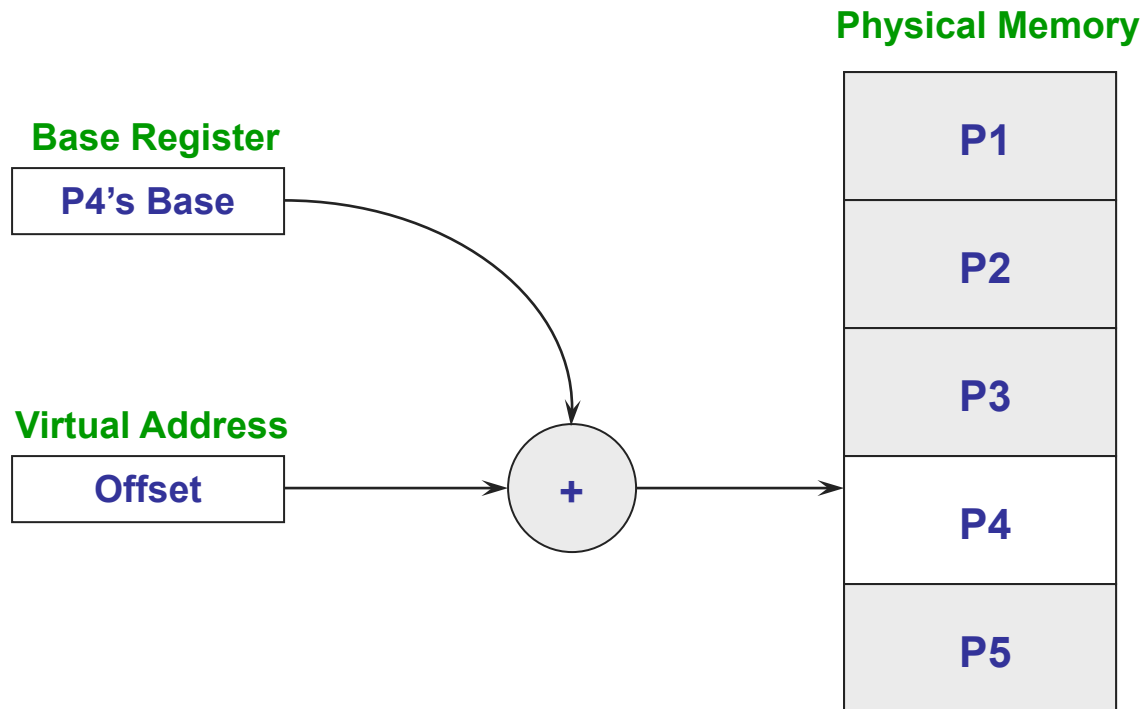 Physical Memory
Base Register
P4’s Base
Virtual Address
Offset
+
P1
P2
P3
P4
P5